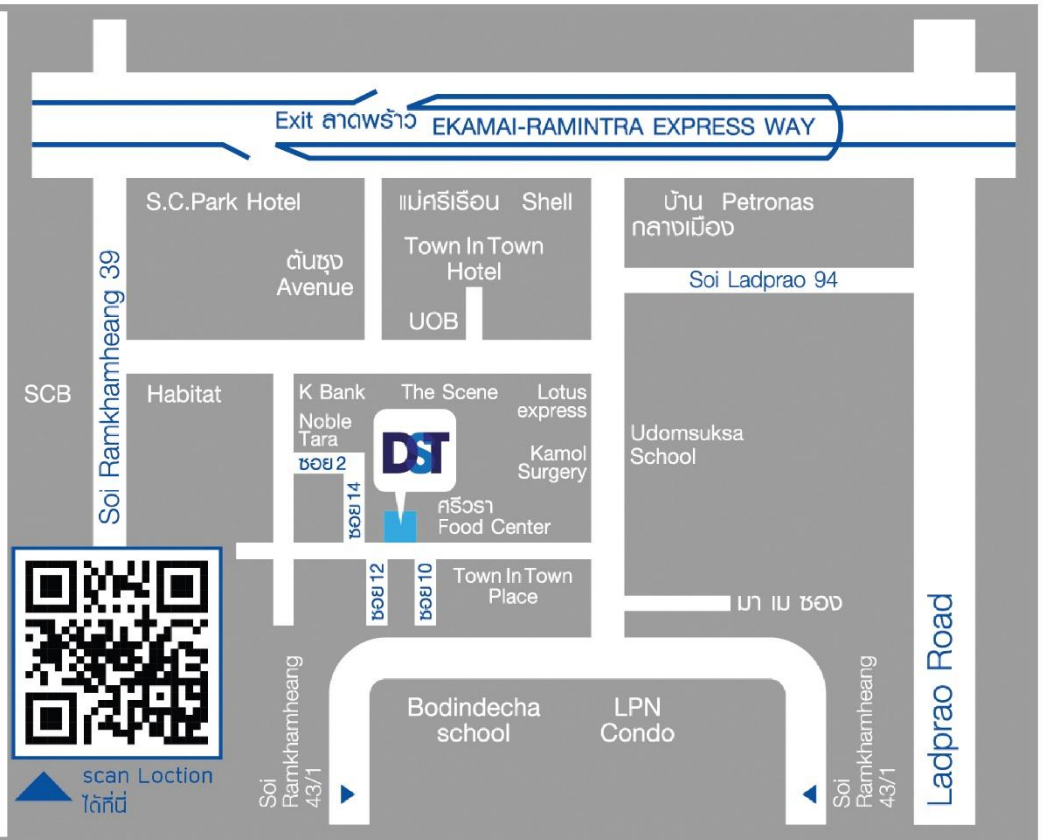 Exit ลาดพร้าว
EKAMAI-RAMINTRA EXPRESS WAY
S.C.Park Hotel
แม่ศรีเรือน Shell
บ้าน Petronas
กลางเมือง
ต้นซุง
Avenue
Town In Town
Hotel
UOB
Soi Ladprao 94
Soi Ramkhamheang 39
SCB
Habitat
K Bank
The Scene
Lotus
express
Noble
Tara
DST
Kamol
Surgery
Udomsuksa
School
ซอย 2
ซอย 14
ศรีวรา
Food Center
ซอย 12
ซอย 10
Town In Town
Place
มา เม ซอง
Ladprao Road
Bodindecha
school
LPN
Condo
Soi
Ramkhamheang
43/1
Soi
Ramkhamheang
43/1
scan Loction
ได้ที่นี่